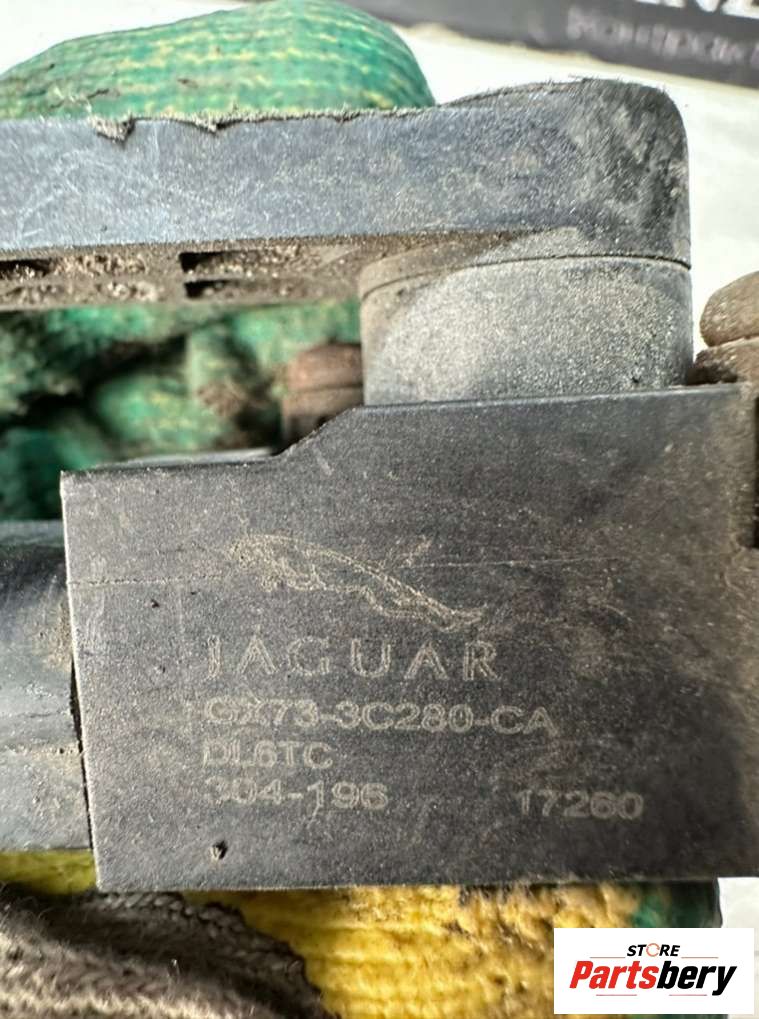 JAGUAR
GX73-3C280-CA
DL6TC
304-196 17260
STORE
Partsbery